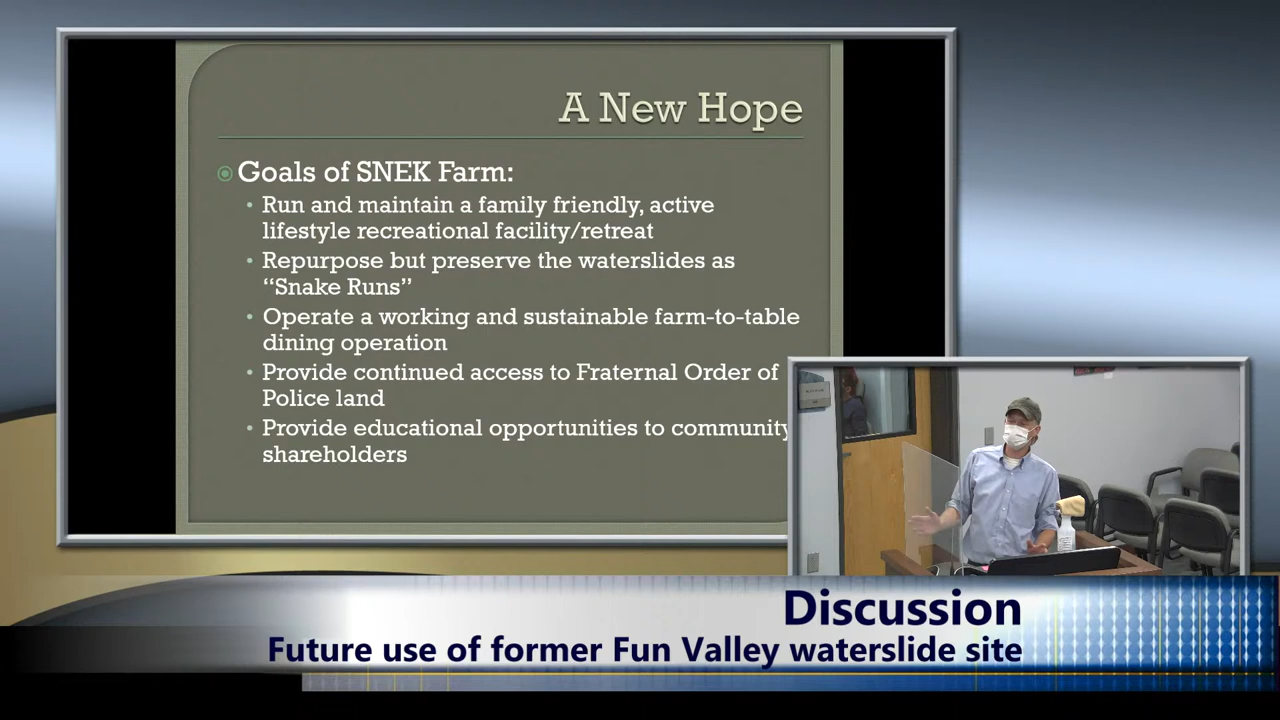 A New Hope
Goals of SNEK Farm:
Run and maintain a family friendly, active
lifestyle recreational facility/retreat
Repurpose but preserve the waterslides as
“Snake Runs”
Operate a working and sustainable farm-to-table
dining operation
Provide continued access to Fraternal Order of
Police land
Provide educational opportunities to community
shareholders
Discussion
Future use of former Fun Valley waterslide site